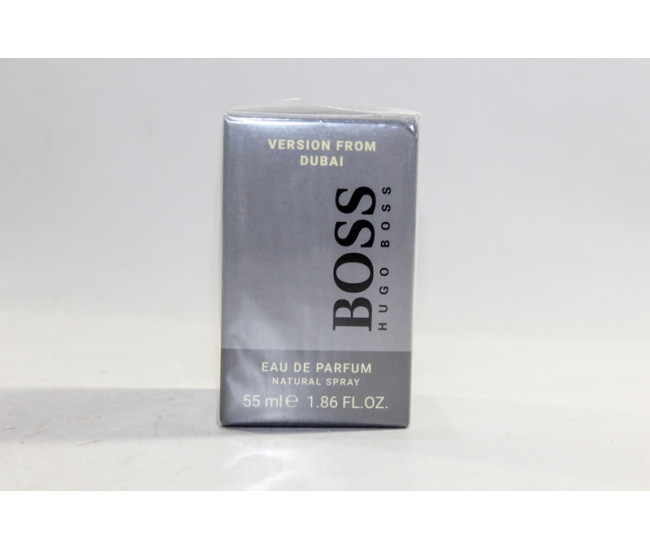 VERSION FROM
DUBAI
BOSS
HUGO BOSS
EAU DE PARFUM
NATURAL SPRAY
55 ml ℮ 1.86 FL.OZ.